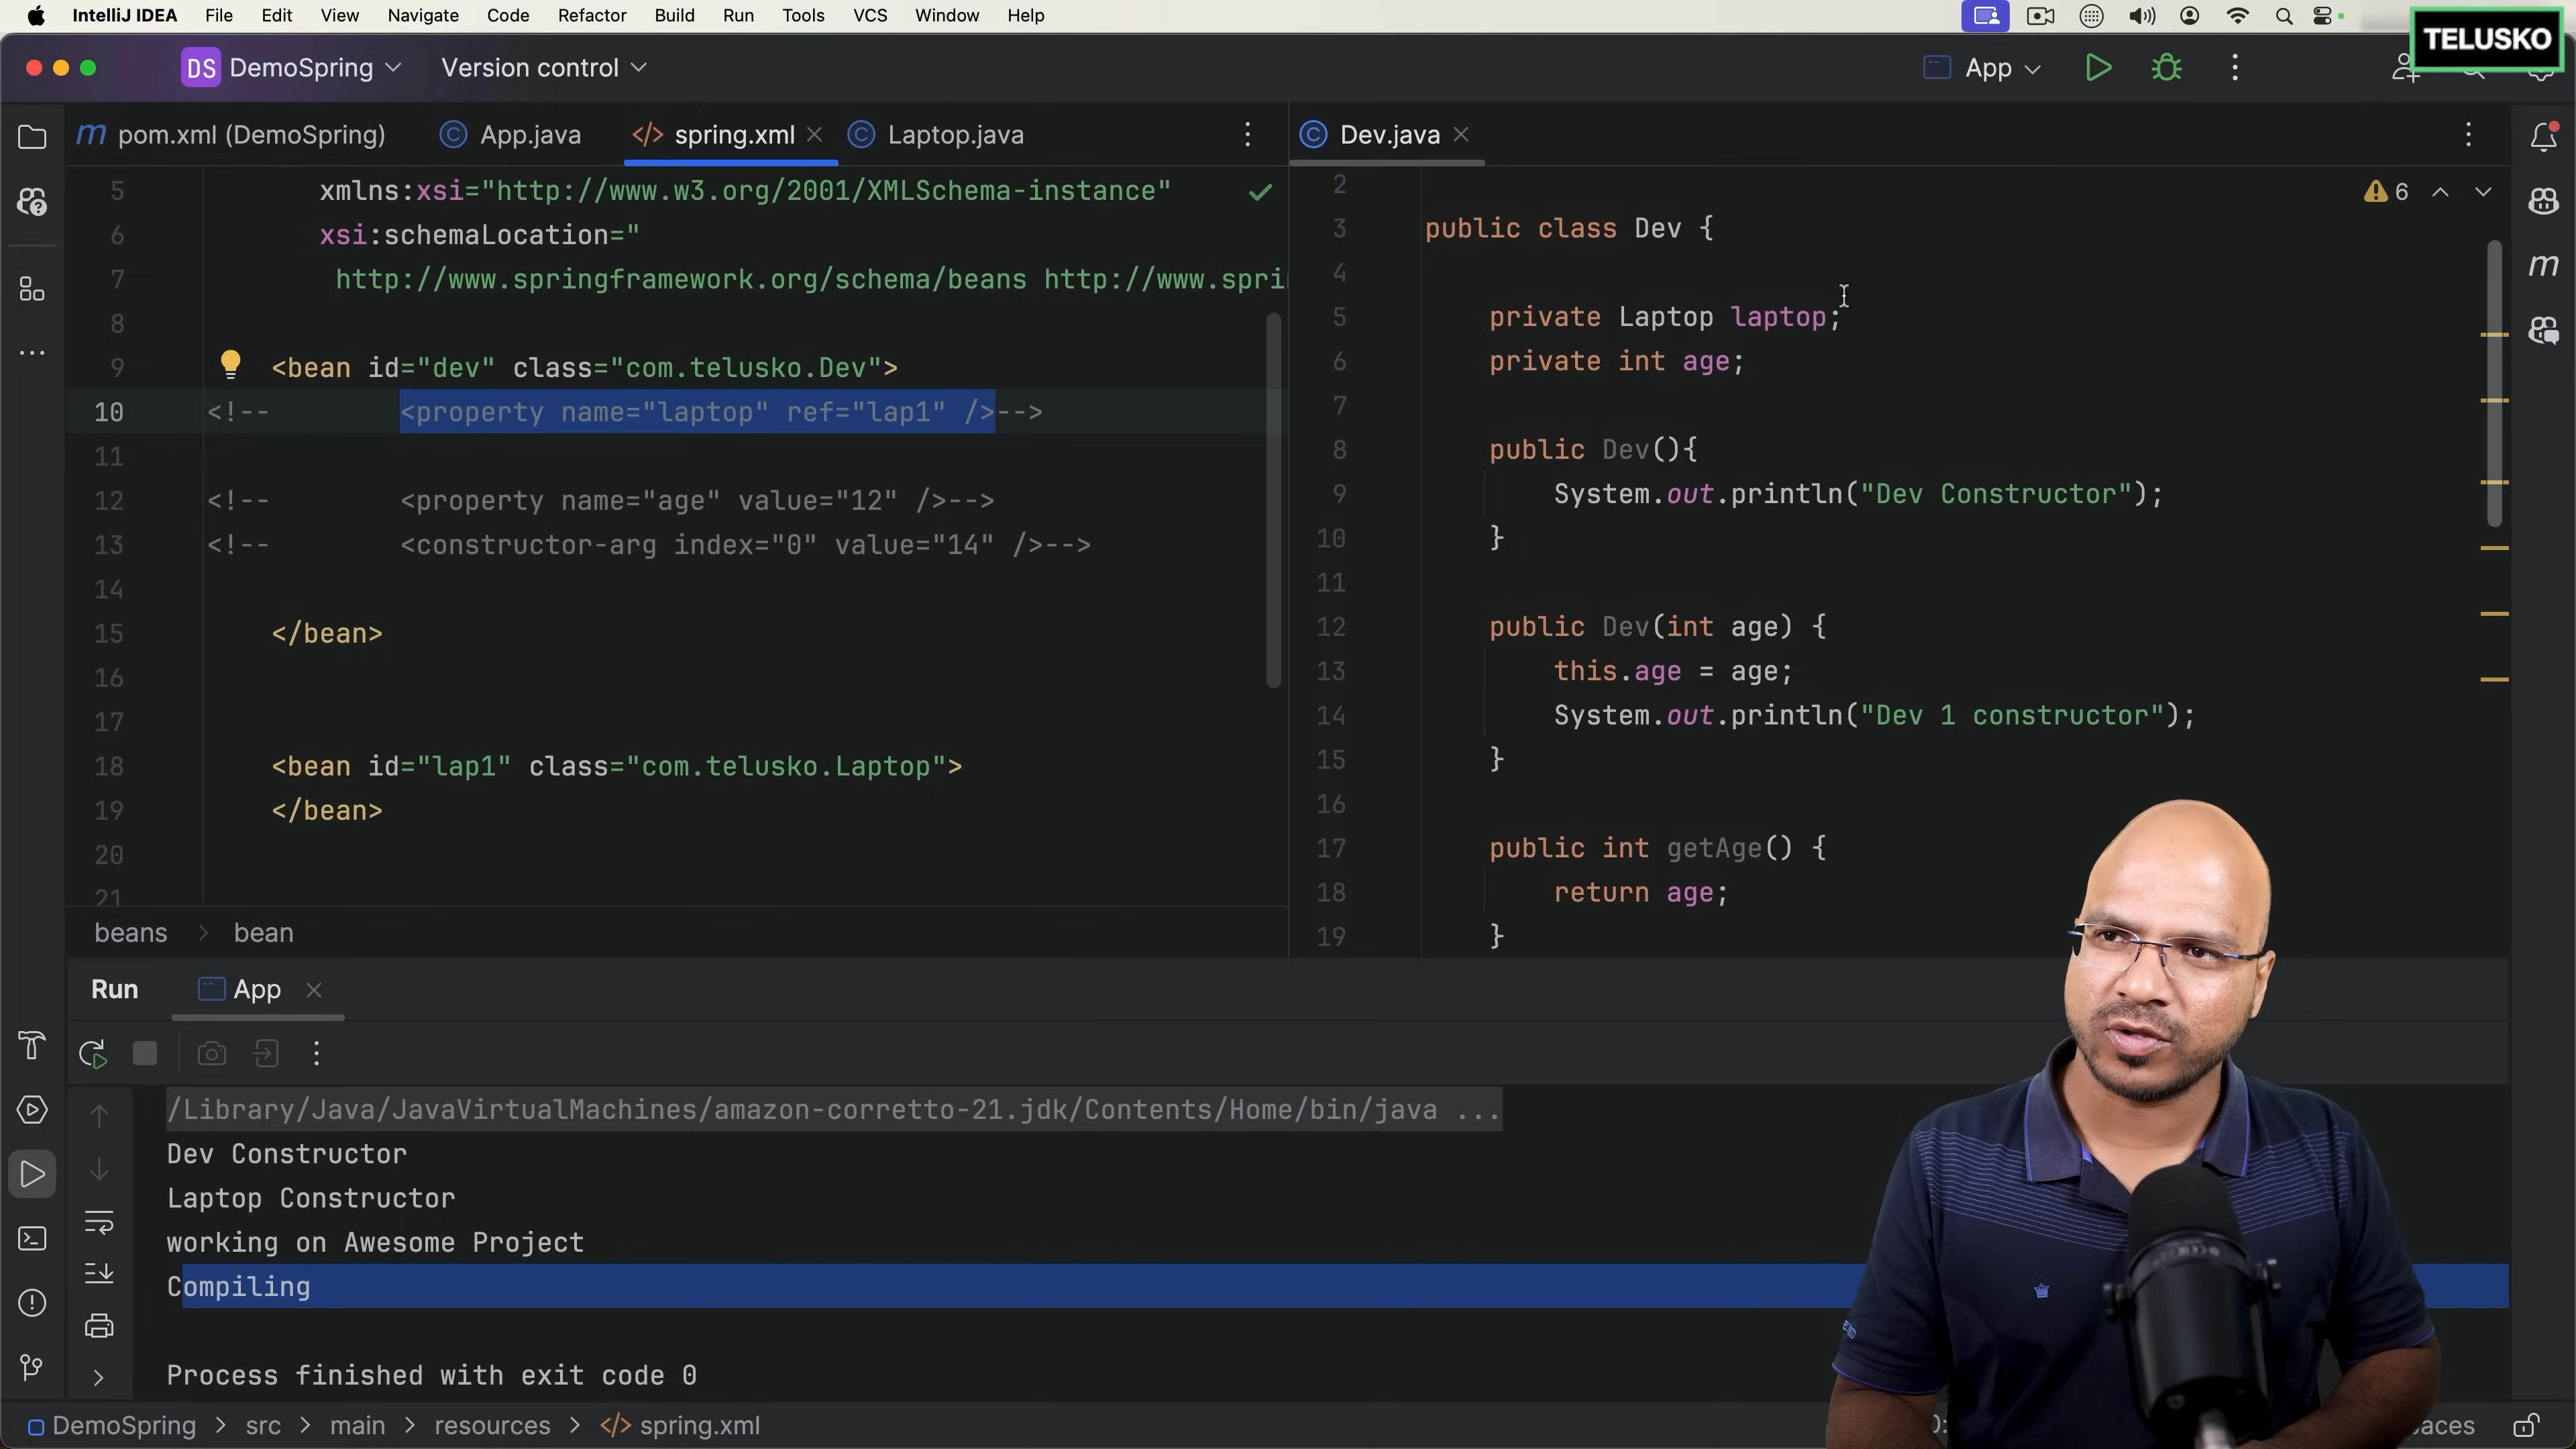 IntelliJ IDEA File Edit View Navigate Code Refactor Build Run Tools VCS Window Help
TELUSKO
DS DemoSpring Version control App
m pom.xml (DemoSpring) App.java </> spring.xml Laptop.java
5 xmlns:xsi="http://www.w3.org/2001/XMLSchema-instance"
6 xsi:schemaLocation="
7 http://www.springframework.org/schema/beans http://www.spri
8
9 <bean id="dev" class="com.telusko.Dev">
10 <!-- <property name="laptop" ref="lap1" />-->
11
12 <!-- <property name="age" value="12" />-->
13 <!-- <constructor-arg index="0" value="14" />-->
14
15 </bean>
16
17
18 <bean id="lap1" class="com.telusko.Laptop">
19 </bean>
20
21
beans > bean
Dev.java
6
2
3 public class Dev {
4
5 private Laptop laptop;
6 private int age;
7
8 public Dev(){
9 System.out.println("Dev Constructor");
10 }
11
12 public Dev(int age) {
13 this.age = age;
14 System.out.println("Dev 1 constructor");
15 }
16
17 public int getAge() {
18 return age;
19 }
m
Run App
/Library/Java/JavaVirtualMachines/amazon-corretto-21.jdk/Contents/Home/bin/java ...
Dev Constructor
Laptop Constructor
working on Awesome Project
Compiling
Process finished with exit code 0
DemoSpring > src > main > resources > </> spring.xml